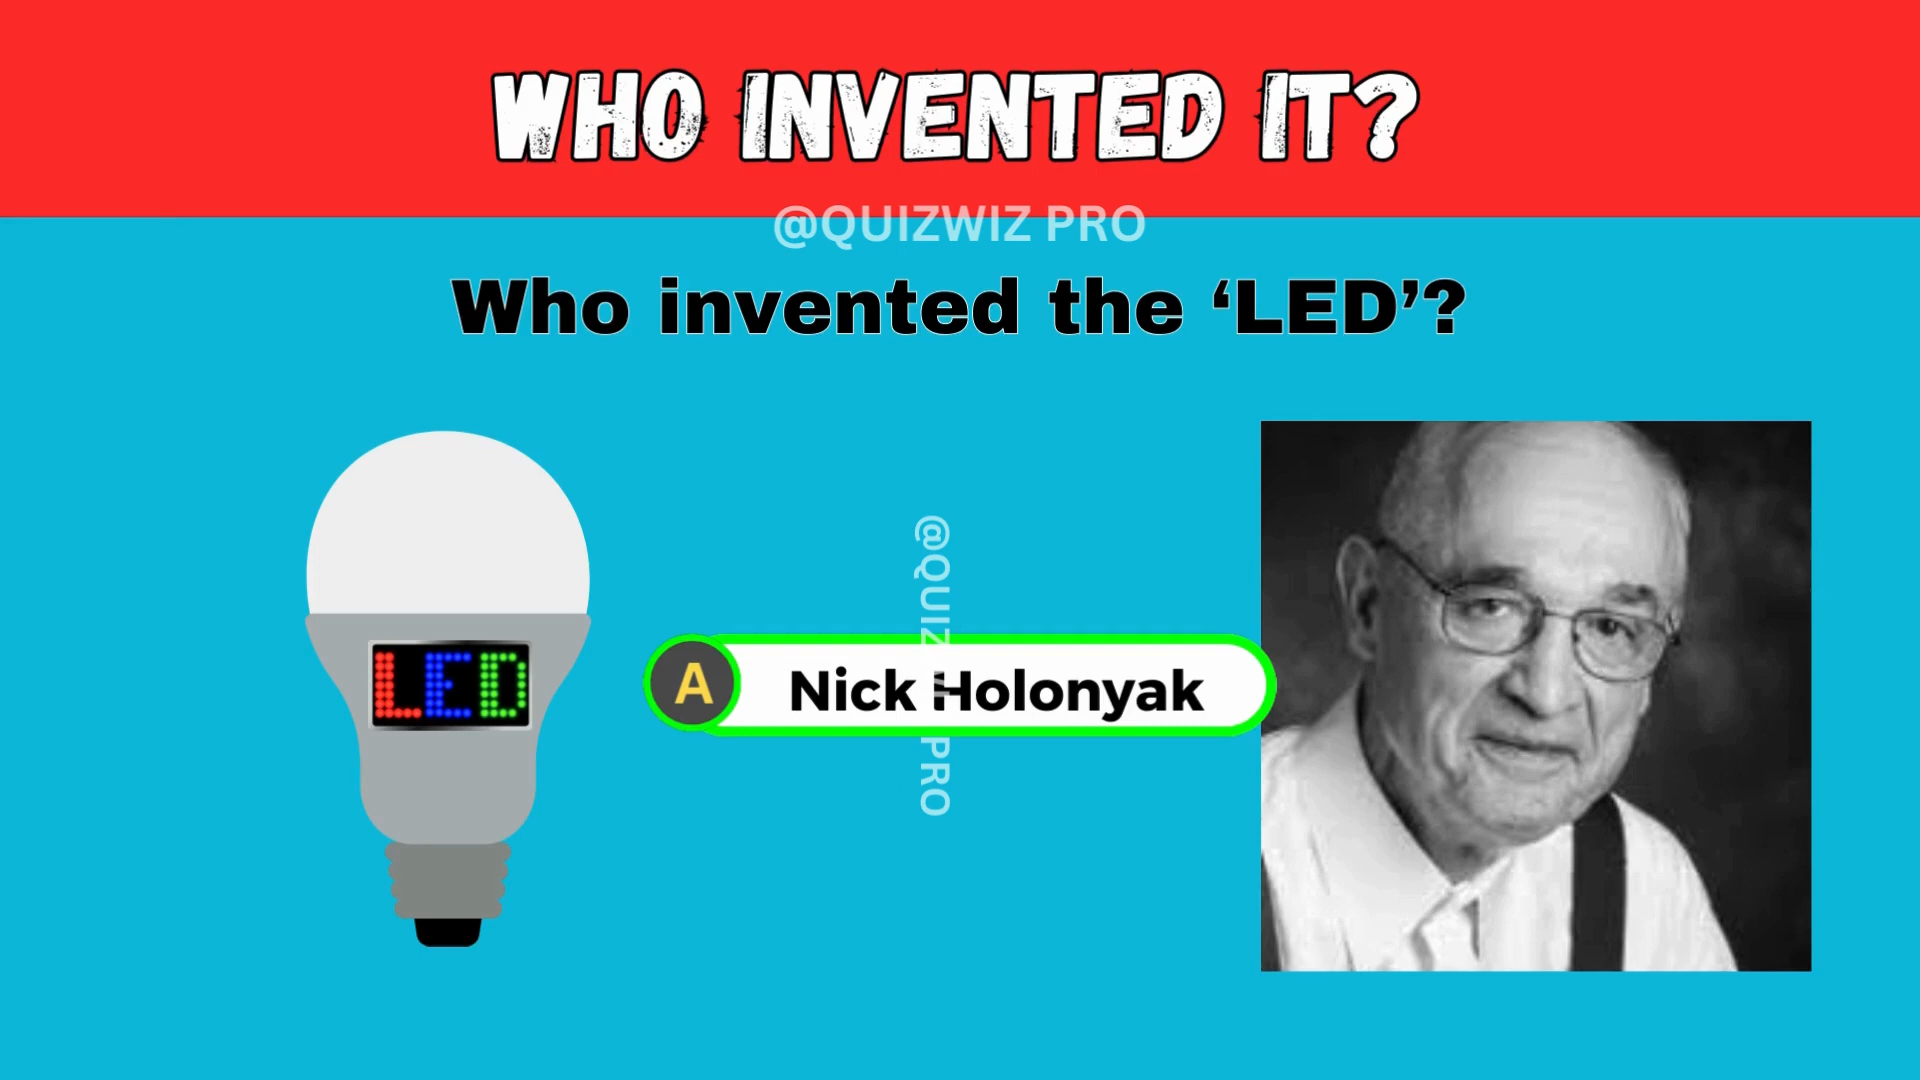 WHO INVENTED IT?
@QUIZWIZ PRO
Who invented the ‘LED’?
LED
A Nick Holonyak
@QUIZWIZ PRO